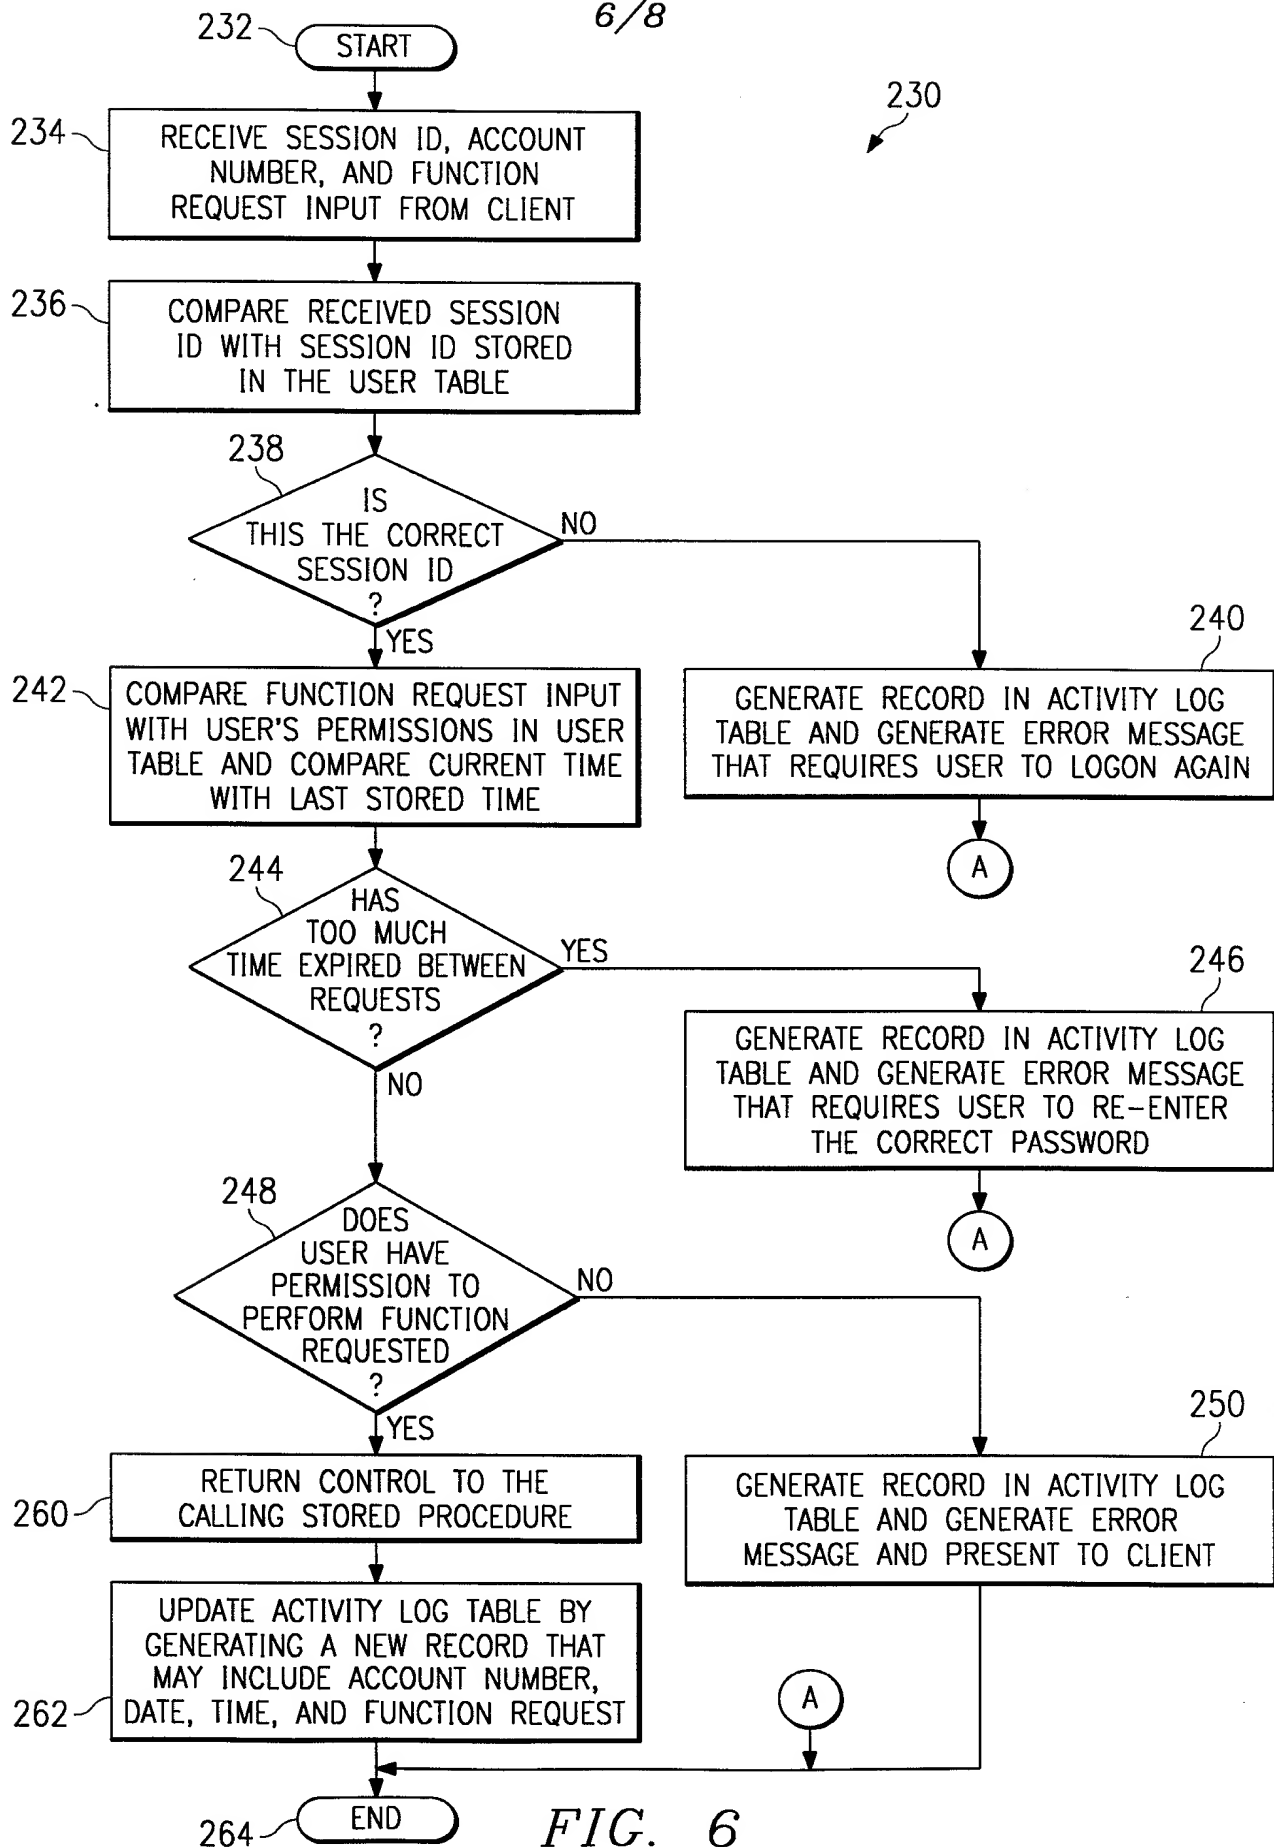 6/8
232
START
230
234
RECEIVE SESSION ID, ACCOUNT
NUMBER, AND FUNCTION
REQUEST INPUT FROM CLIENT
236
COMPARE RECEIVED SESSION
ID WITH SESSION ID STORED
IN THE USER TABLE
238
IS
THIS THE CORRECT
SESSION ID
?
NO
YES
240
GENERATE RECORD IN ACTIVITY LOG
TABLE AND GENERATE ERROR MESSAGE
THAT REQUIRES USER TO LOGON AGAIN
A
242
COMPARE FUNCTION REQUEST INPUT
WITH USER'S PERMISSIONS IN USER
TABLE AND COMPARE CURRENT TIME
WITH LAST STORED TIME
244
HAS
TOO MUCH
TIME EXPIRED BETWEEN
REQUESTS
?
YES
NO
246
GENERATE RECORD IN ACTIVITY LOG
TABLE AND GENERATE ERROR MESSAGE
THAT REQUIRES USER TO RE-ENTER
THE CORRECT PASSWORD
A
248
DOES
USER HAVE
PERMISSION TO
PERFORM FUNCTION
REQUESTED
?
NO
YES
250
GENERATE RECORD IN ACTIVITY LOG
TABLE AND GENERATE ERROR
MESSAGE AND PRESENT TO CLIENT
260
RETURN CONTROL TO THE
CALLING STORED PROCEDURE
262
UPDATE ACTIVITY LOG TABLE BY
GENERATING A NEW RECORD THAT
MAY INCLUDE ACCOUNT NUMBER,
DATE, TIME, AND FUNCTION REQUEST
A
264
END
FIG. 6